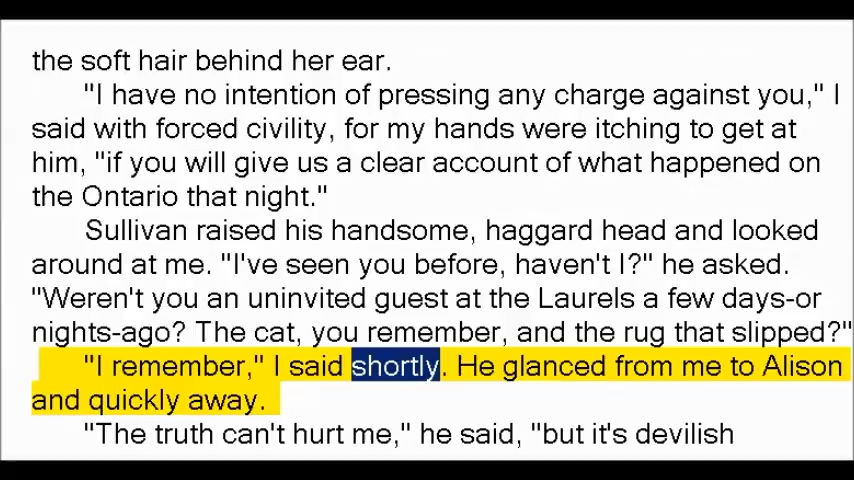 the soft hair behind her ear.
"I have no intention of pressing any charge against you," I
said with forced civility, for my hands were itching to get at
him, "if you will give us a clear account of what happened on
the Ontario that night."
Sullivan raised his handsome, haggard head and looked
around at me. "I've seen you before, haven't I?" he asked.
"Weren't you an uninvited guest at the Laurels a few days-or
nights-ago? The cat, you remember, and the rug that slipped?"
"I remember," I said shortly. He glanced from me to Alison
and quickly away.
"The truth can't hurt me," he said, "but it's devilish